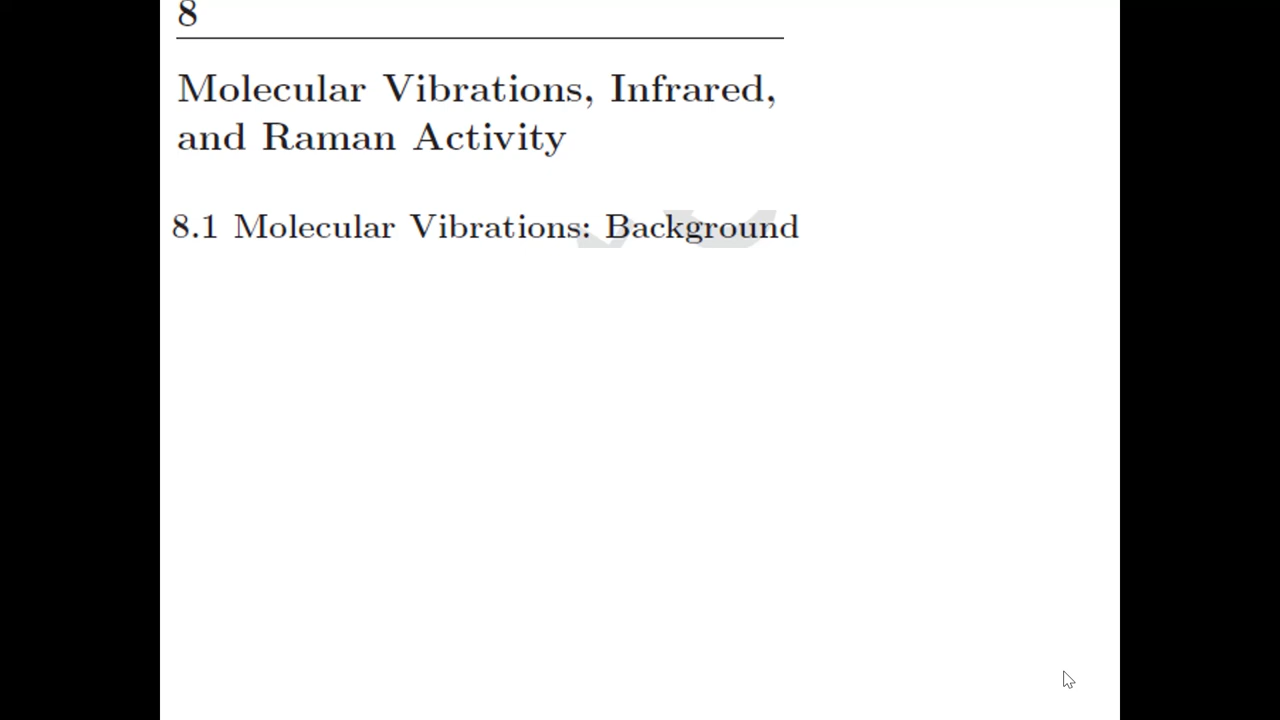 8
Molecular Vibrations, Infrared,
and Raman Activity
8.1 Molecular Vibrations: Background